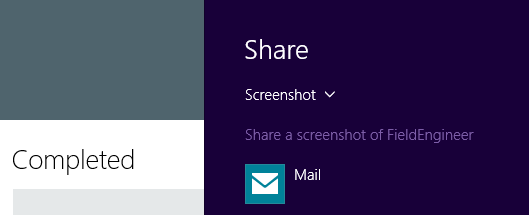 Share
Screenshot
Share a screenshot of FieldEngineer
Completed
Mail